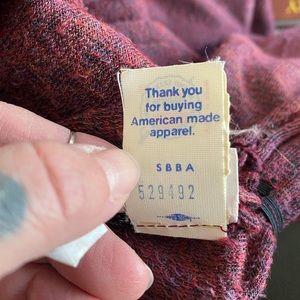 Thank you
for buying
American made
apparel.
SBBA
529492